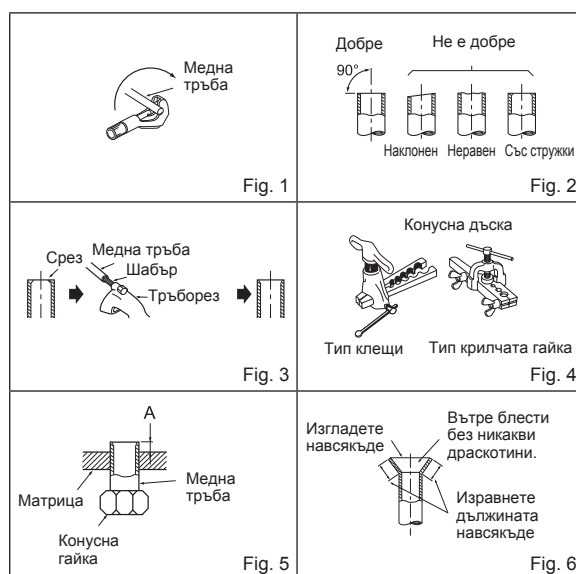 Медна
тръба
Fig. 1
Добре
Не е добре
90°
Наклонен
Неравен
Със стружки
Fig. 2
Срез
Медна тръба
Шабър
Тръборез
Fig. 3
Конусна дъска
Тип клещи
Тип крилчата гайка
Fig. 4
A
Матрица
Медна
тръба
Конусна
гайка
Fig. 5
Изгладете
навсякъде
Вътре блести
без никакви
драскотини.
Изравнете
дължината
навсякъде
Fig. 6